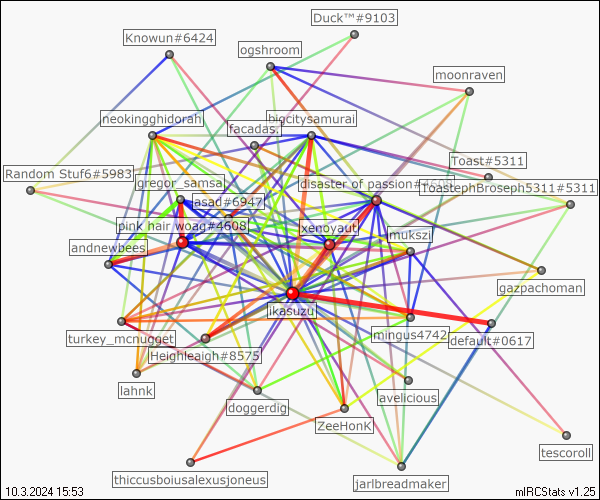 Duck™#9103
Knowun#6424
ogshroom
moonraven
neokingghidorah
bigcitysamurai
facadas.
Toast#5311
Random Stuf6#5983
gregor_samsa
disaster of passion#
ToastephBroseph5311#5311
asad#6947
pink hair woag#4608
xenoyauti
mukszi
andnewbees
gazpachoman
ikasuzu
turkey_mcnugget
mingus4742
default#0617
Heighleaigh#8575
lahnk
avelicious
doggerdig
ZeeHonK
tescoroll
thiccusboiusalexusjoneus
jarlbreadmaker
10.3.2024 15:53
mIRCStats v1.25